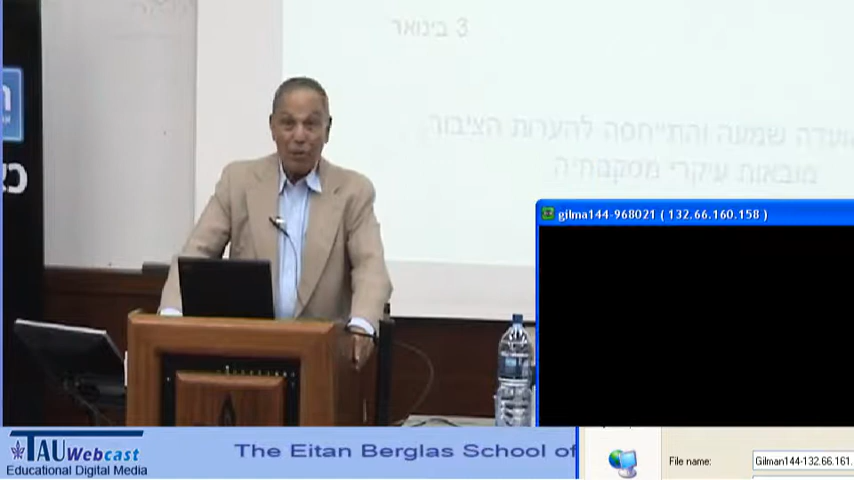 3 בינואר
ועדה שמעה והתייחסה להערות הציבור
מובאות עיקרי מסקנותיה
gilma144-968021 ( 132.66.160.158 )
TAUWebcast
Educational Digital Media
The Eitan Berglas School of
File name:
Gilman144-132.66.161.